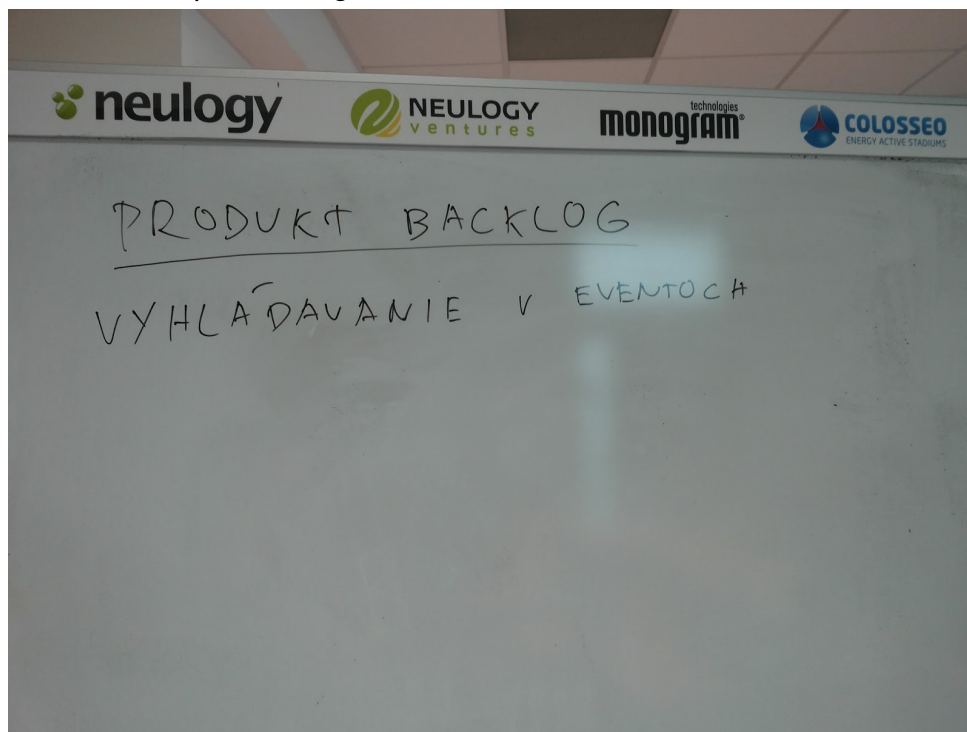 neulogy NEULOGY ventures technologies monogram® COLOSSEO ENERGY ACTIVE STADIUMS
PRODUKT BACKLOG
VYHLÁDAVANIE V EVENTOCH